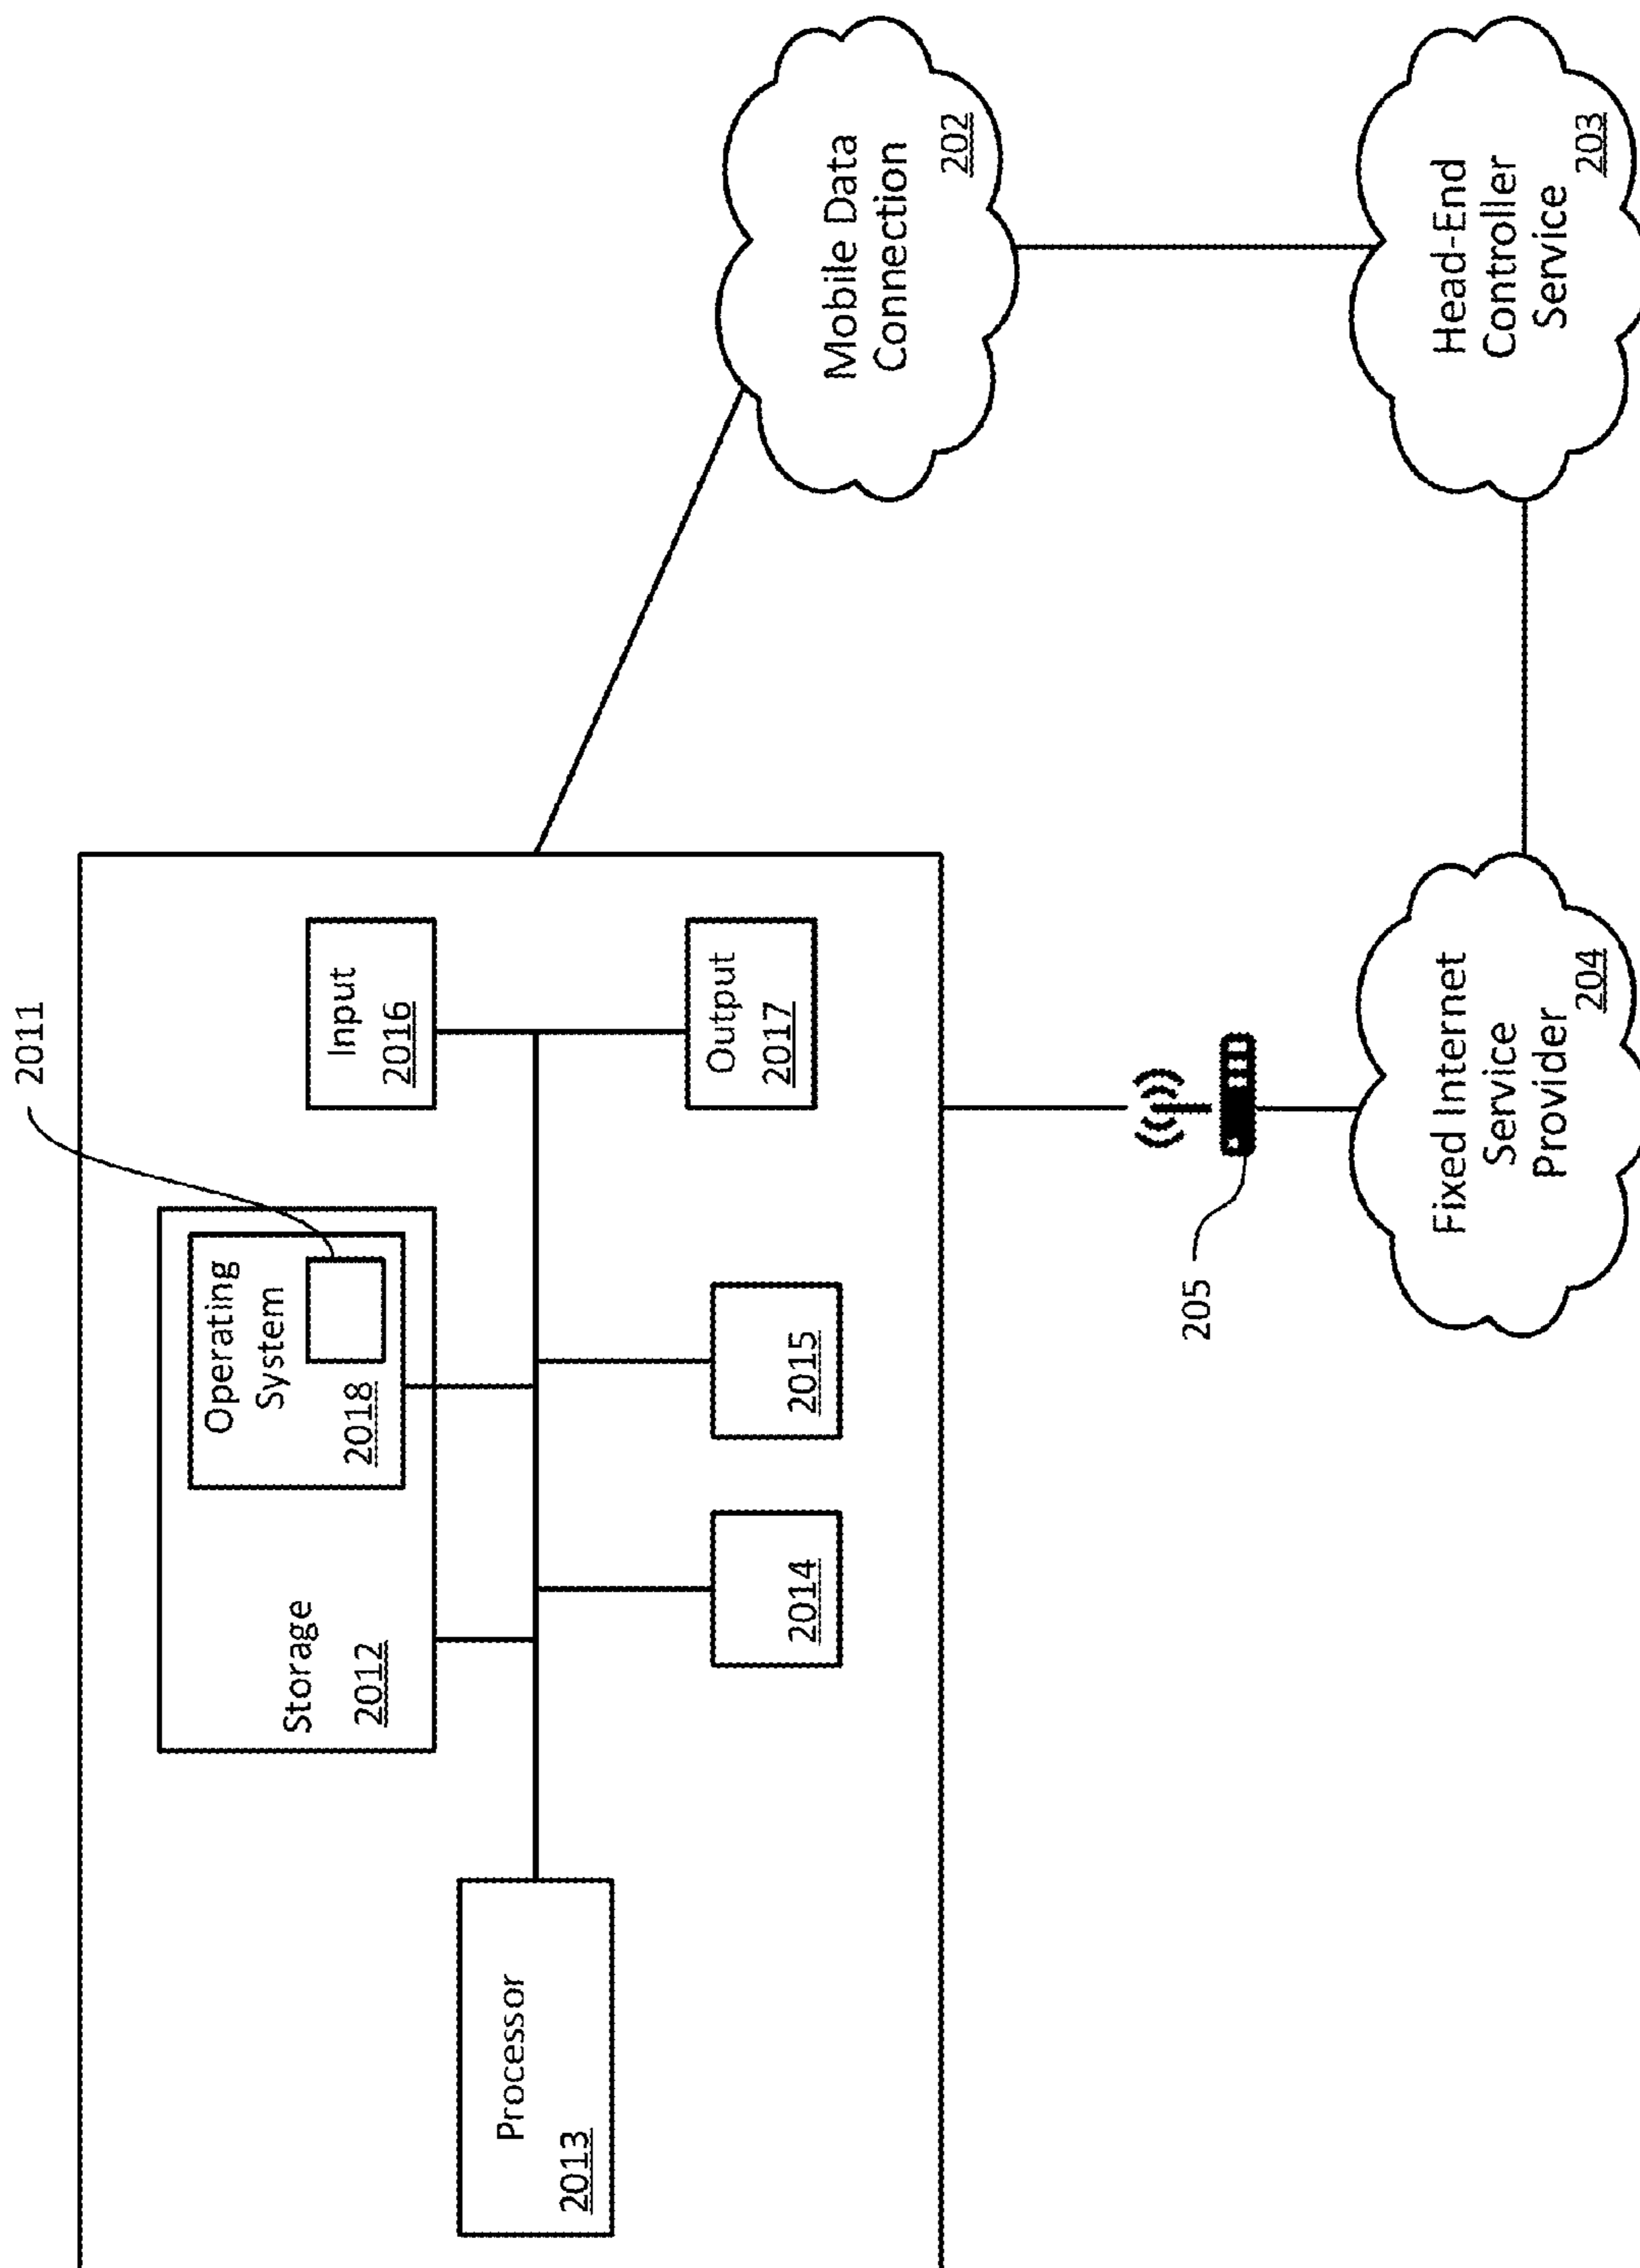 2011
Operating
System
2018
Storage
2012
Input
2016
Processor
2013
2014
2015
Output
2017
Mobile Data
Connection
202
205
Fixed Internet
Service
Provider
204
Head-End
Controller
Service
203